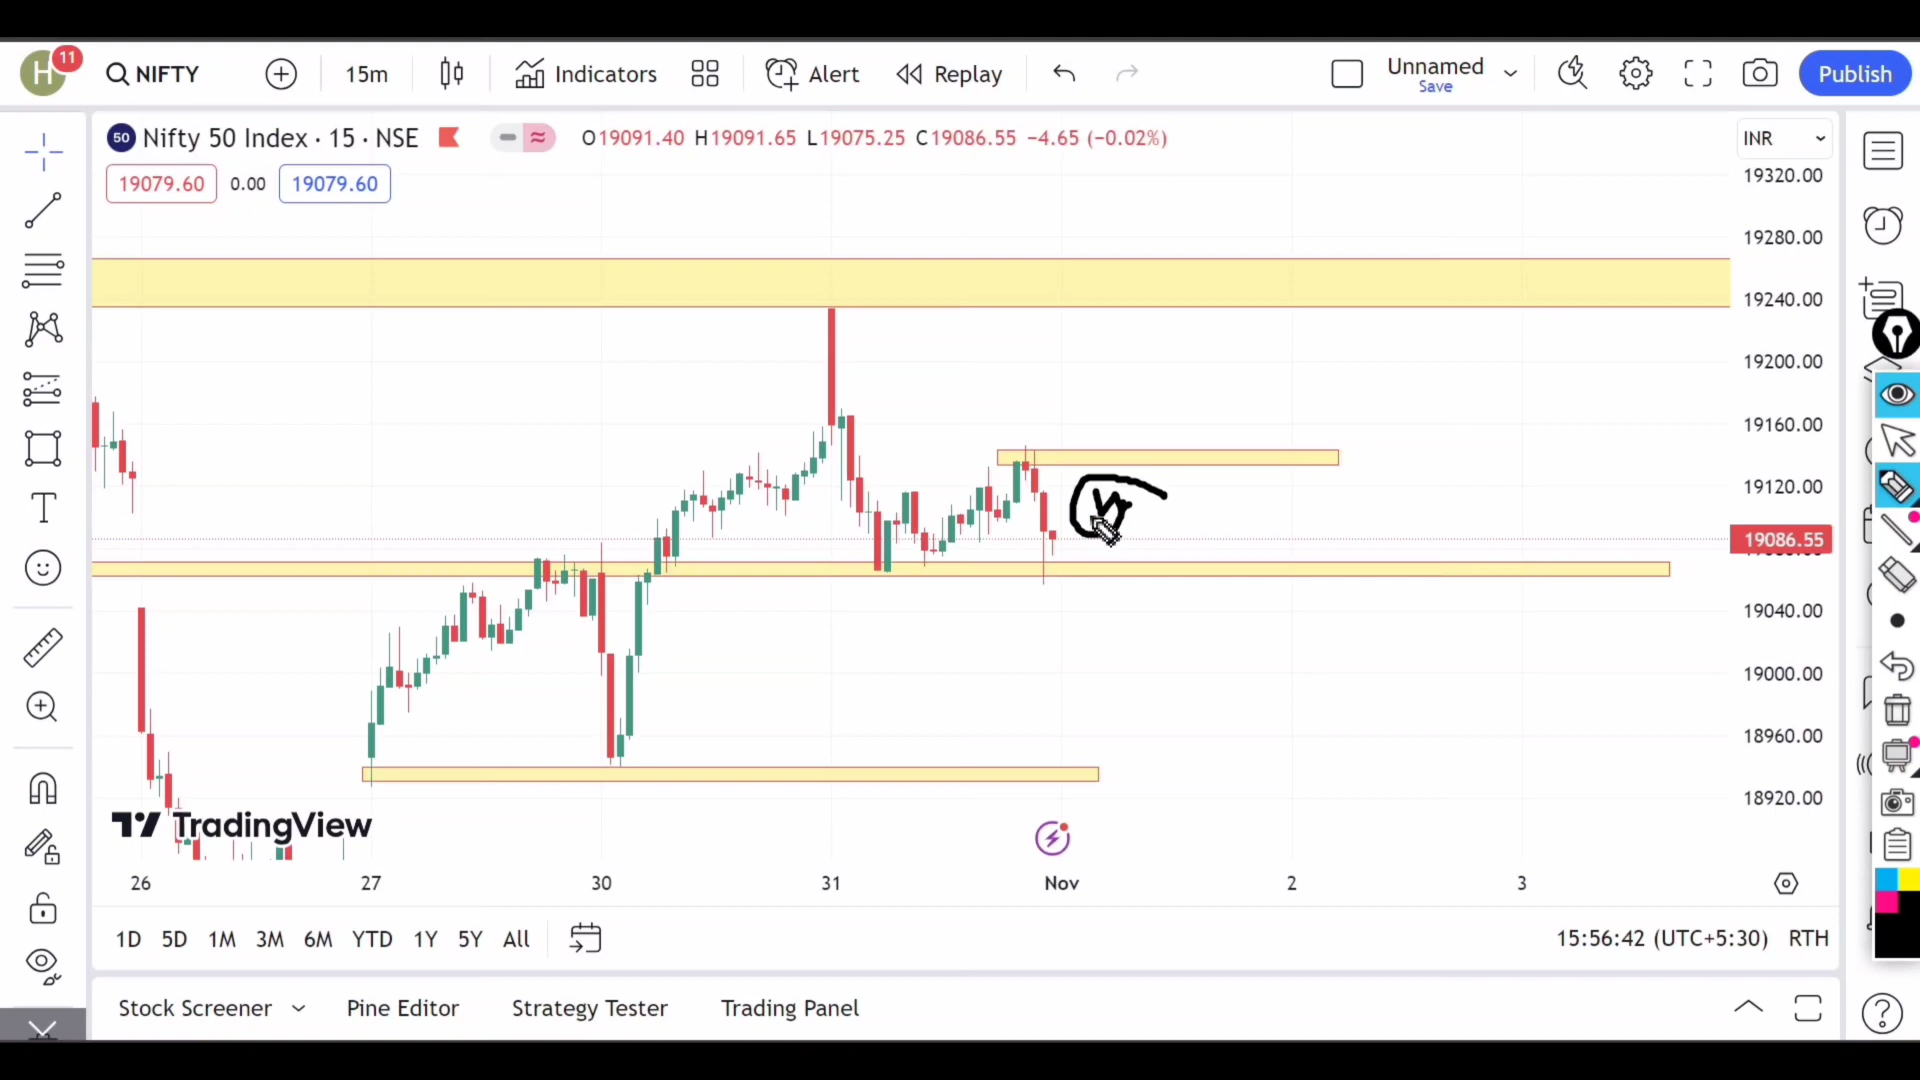 H 11 NIFTY 15m Indicators Alert Replay Unnamed Save Publish
50 Nifty 50 Index · 15 · NSE O19091.40 H19091.65 L19075.25 C19086.55 −4.65 (−0.02%) INR
19079.60 0.00 19079.60
19320.00
19280.00
19240.00
19200.00
19160.00
19120.00
19086.55
19040.00
19000.00
18960.00
18920.00
TradingView
26 27 30 31 Nov 2 3
1D 5D 1M 3M 6M YTD 1Y 5Y All 15:56:42 (UTC+5:30) RTH
Stock Screener Pine Editor Strategy Tester Trading Panel